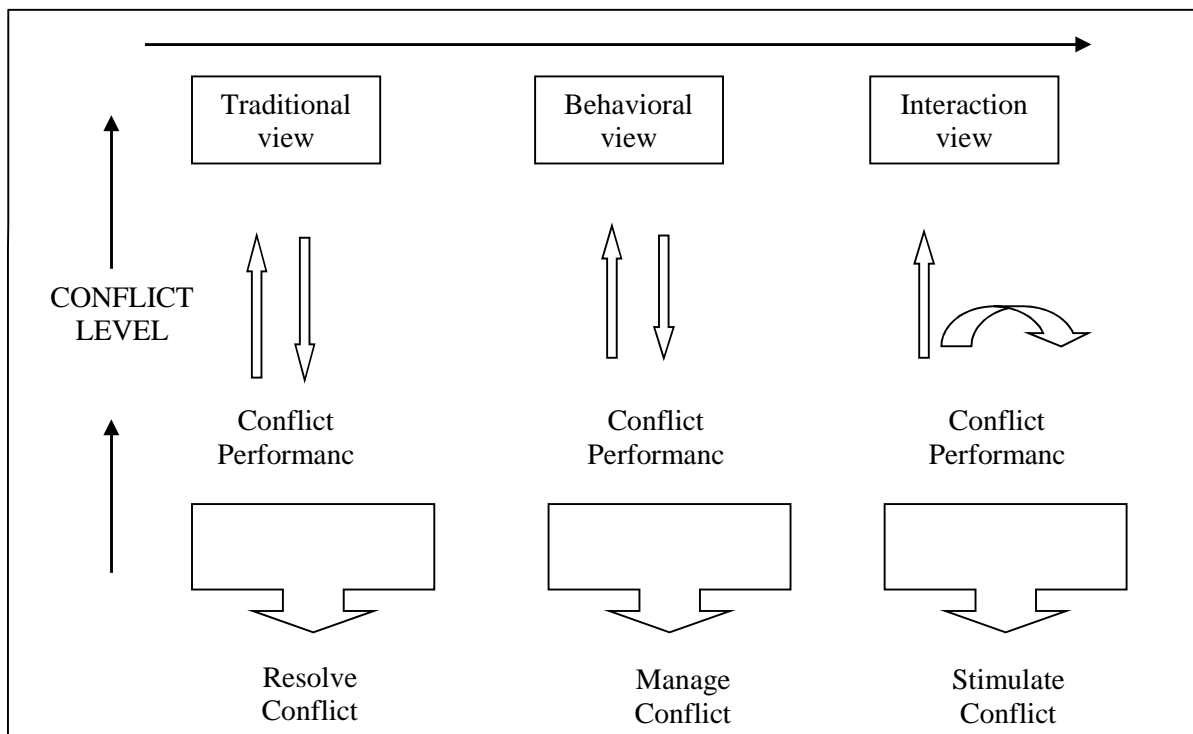 Traditional
view
Behavioral
view
Interaction
view
CONFLICT
LEVEL
Conflict
Performanc
Conflict
Performanc
Conflict
Performanc
Resolve
Conflict
Manage
Conflict
Stimulate
Conflict